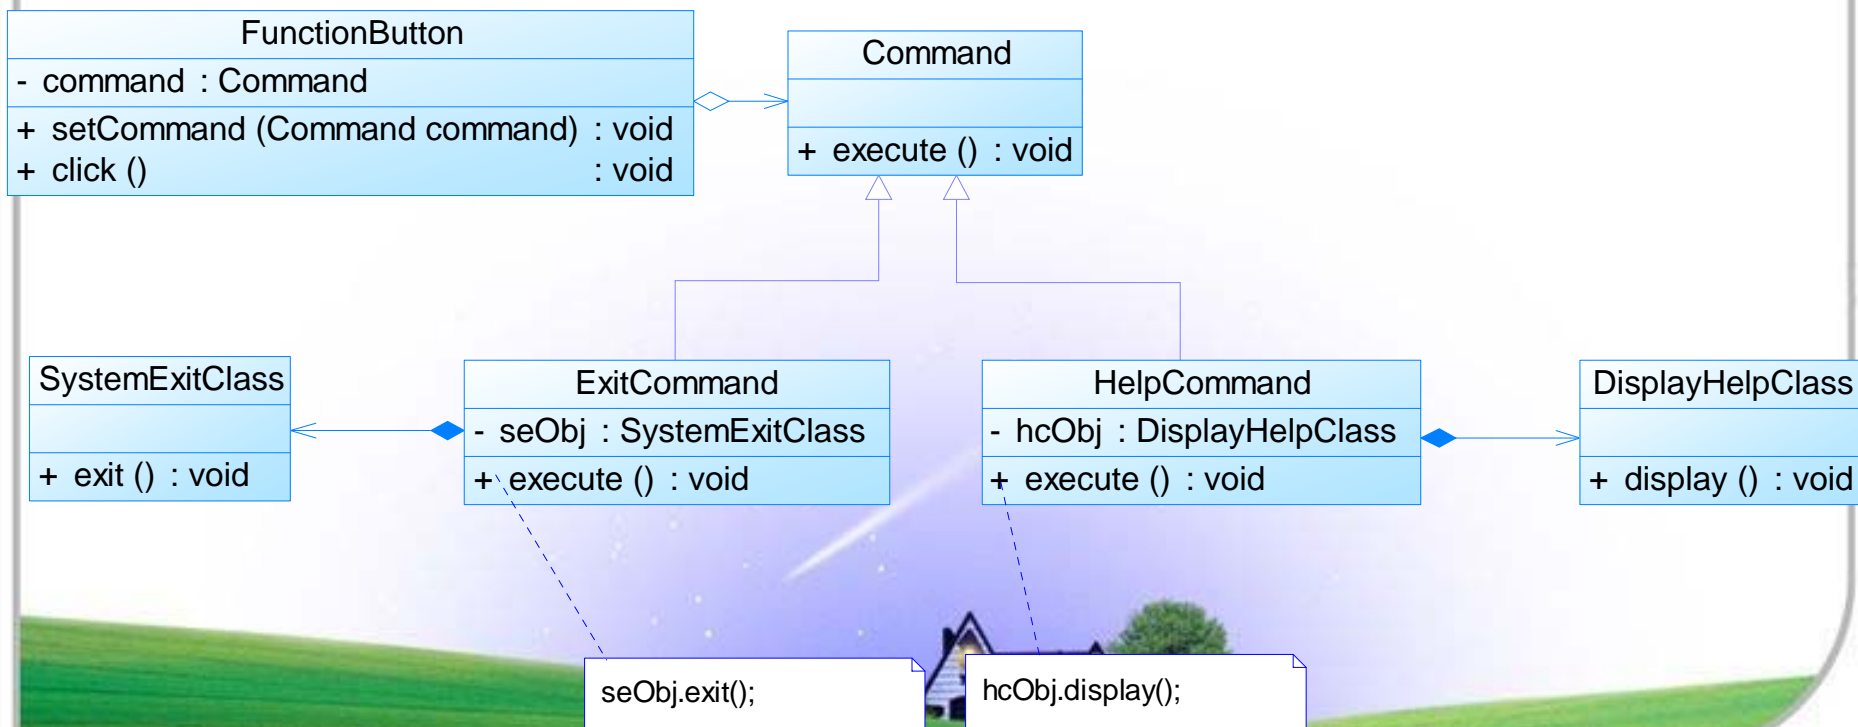 FunctionButton
- command : Command
+ setCommand (Command command) : void
+ click () : void
Command
+ execute () : void
SystemExitClass
+ exit () : void
ExitCommand
- seObj : SystemExitClass
+ execute () : void
HelpCommand
- hcObj : DisplayHelpClass
+ execute () : void
DisplayHelpClass
+ display () : void
seObj.exit();
hcObj.display();